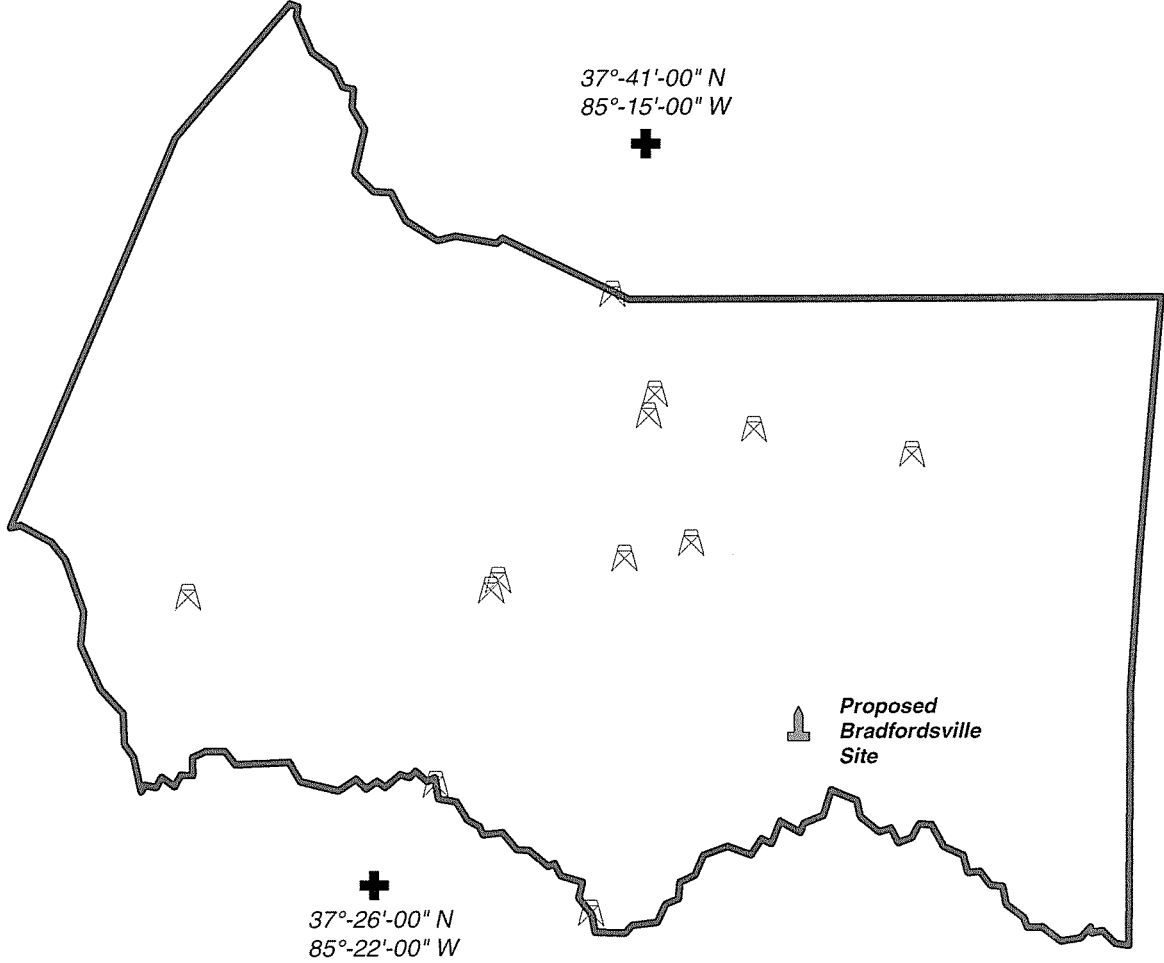 37°-41'-00" N
85°-15'-00" W
Proposed
Bradfordsville
Site
37°-26'-00" N
85°-22'-00" W